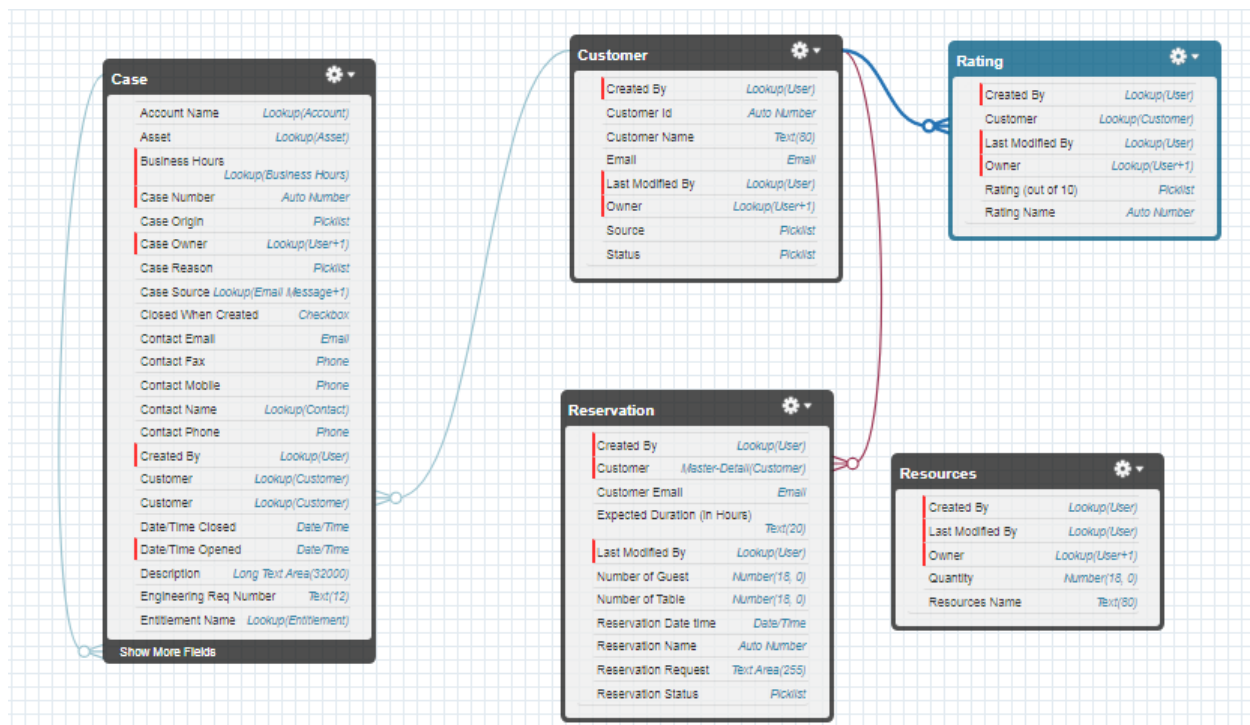 Case
Account Name Lookup(Account)
Asset Lookup(Asset)
Business Hours
Lookup(Business Hours)
Case Number Auto Number
Case Origin Picklist
Case Owner Lookup(User+1)
Case Reason Picklist
Case Source Lookup(Email Message+1)
Closed When Created Checkbox
Contact Email Email
Contact Fax Phone
Contact Mobile Phone
Contact Name Lookup(Contact)
Contact Phone Phone
Created By Lookup(User)
Customer Lookup(Customer)
Customer Lookup(Customer)
Date/Time Closed Date/Time
Date/Time Opened Date/Time
Description Long Text Area(32000)
Engineering Req Number Text(12)
Entitlement Name Lookup(Entitlement)
Show More Fields
Customer
Created By Lookup(User)
Customer Id Auto Number
Customer Name Text(80)
Email Email
Last Modified By Lookup(User)
Owner Lookup(User+1)
Source Picklist
Status Picklist
Rating
Created By Lookup(User)
Customer Lookup(Customer)
Last Modified By Lookup(User)
Owner Lookup(User+1)
Rating (out of 10) Picklist
Rating Name Auto Number
Reservation
Created By Lookup(User)
Customer Master-Detail(Customer)
Customer Email Email
Expected Duration (In Hours)
Text(20)
Last Modified By Lookup(User)
Number of Guest Number(18, 0)
Number of Table Number(18, 0)
Reservation Date time Date/Time
Reservation Name Auto Number
Reservation Request Text Area(255)
Reservation Status Picklist
Resources
Created By Lookup(User)
Last Modified By Lookup(User)
Owner Lookup(User+1)
Quantity Number(18, 0)
Resources Name Text(80)